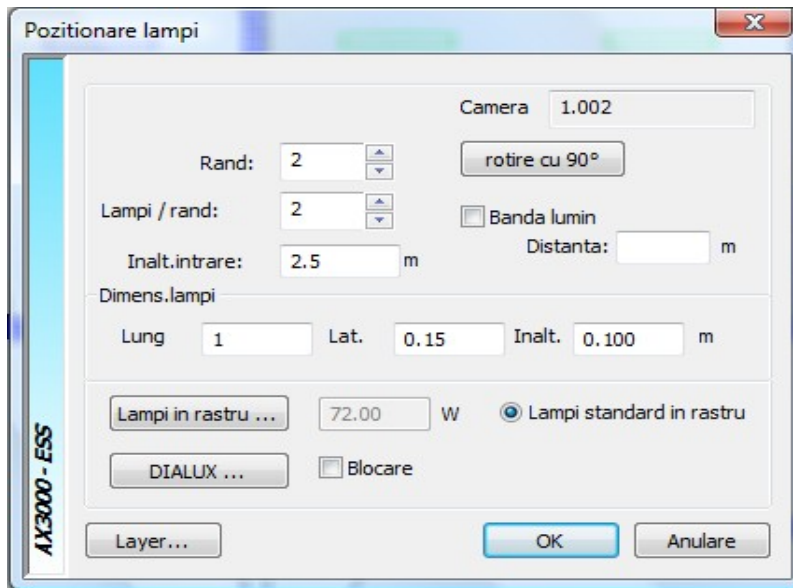 Pozitionare lampi
Camera 1.002
Rand: 2 rotire cu 90°
Lampi / rand: 2 Banda lumin
Inalt.intrare: 2.5 m Distanta: m
Dimens.lampi
Lung 1 Lat. 0.15 Inalt. 0.100 m
Lampi in rastru ... 72.00 W Lampi standard in rastru
DIALUX ... Blocare
AX3000 - ESS
Layer... OK Anulare